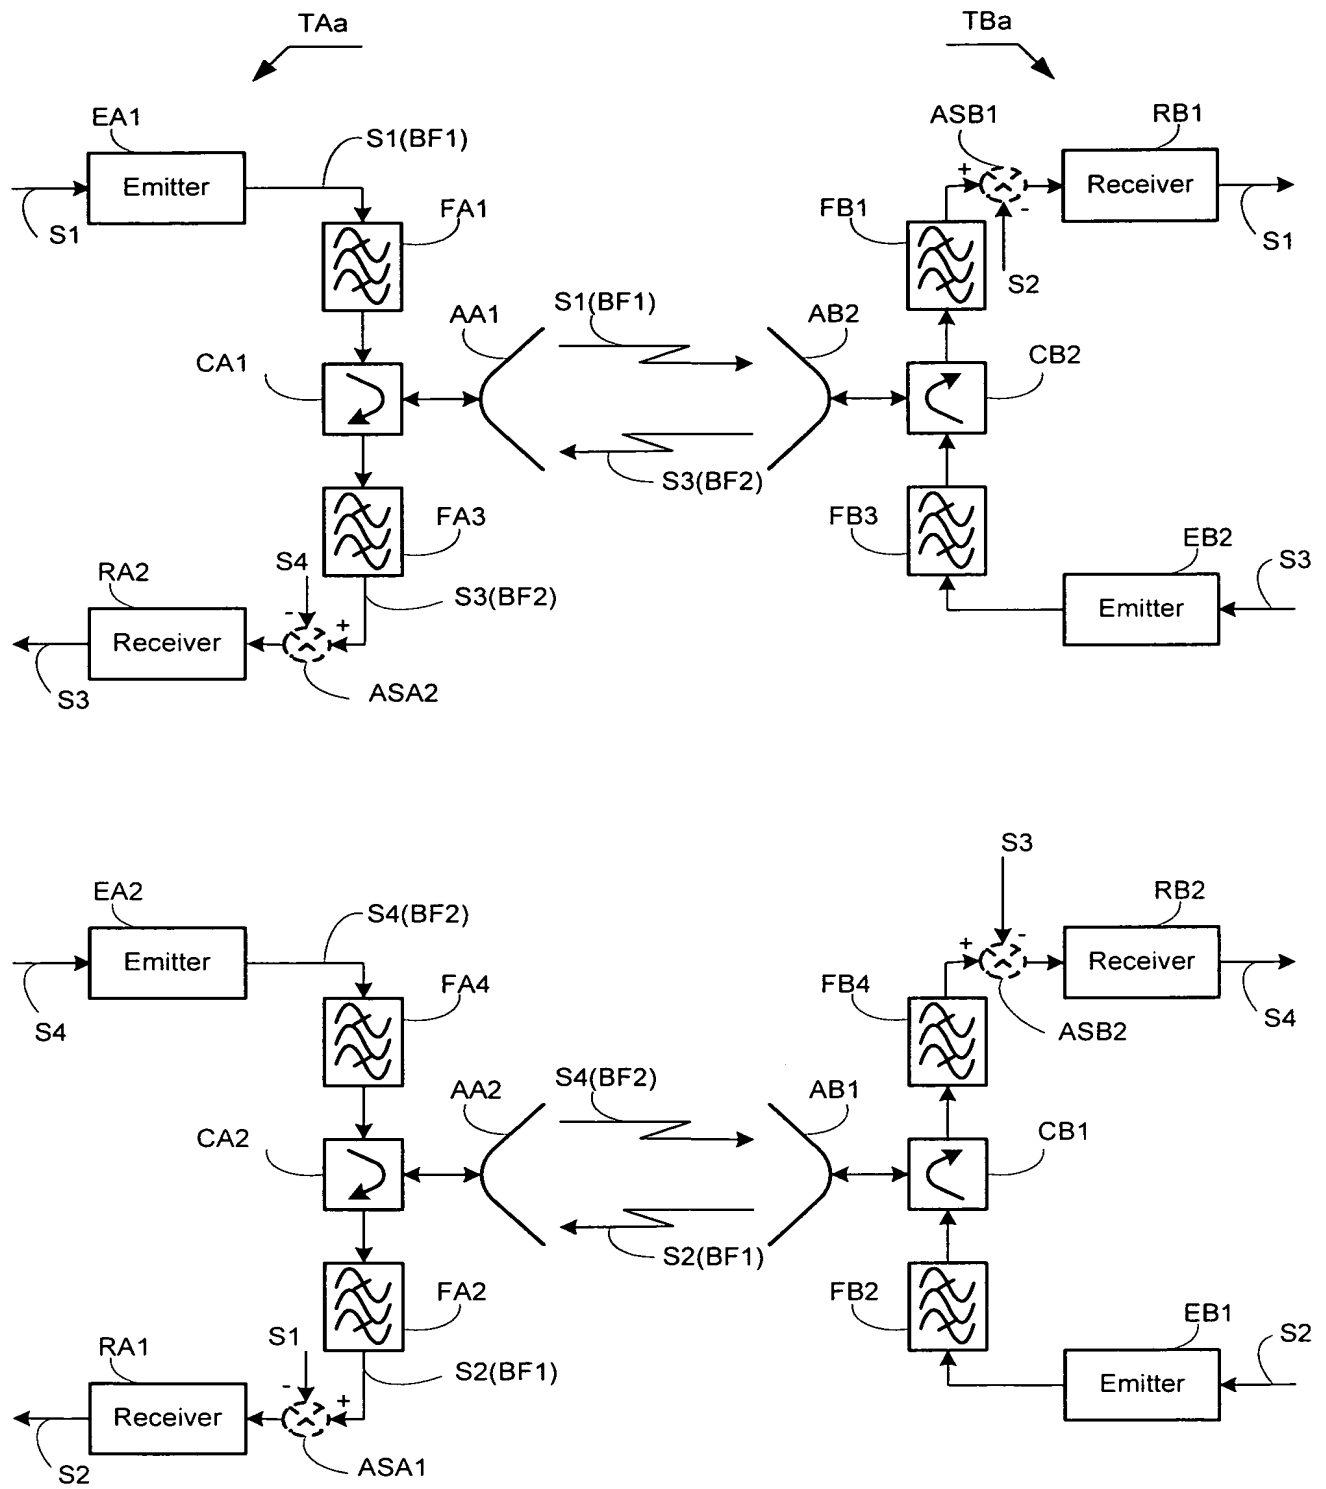 TAa
TBa
EA1
S1(BF1)
ASB1
RB1
Emitter
+
Receiver
S1
FA1
FB1
-
S1
S2
AA1
S1(BF1)
AB2
CA1
CB2
S3(BF2)
FA3
FB3
EB2
S3
RA2
S4
S3(BF2)
Emitter
-
+
Receiver
S3
ASA2
S3
EA2
S4(BF2)
RB2
Emitter
+
-
Receiver
S4
FA4
FB4
ASB2
S4
AA2
S4(BF2)
AB1
CA2
CB1
S2(BF1)
FA2
FB2
EB1
S2
RA1
S1
S2(BF1)
Emitter
-
+
Receiver
S2
ASA1